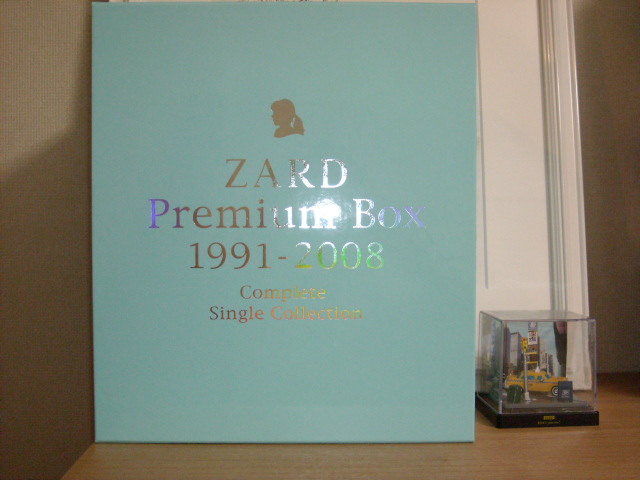 ZARD
Premium Box
1991-2008
Complete
Single Collection